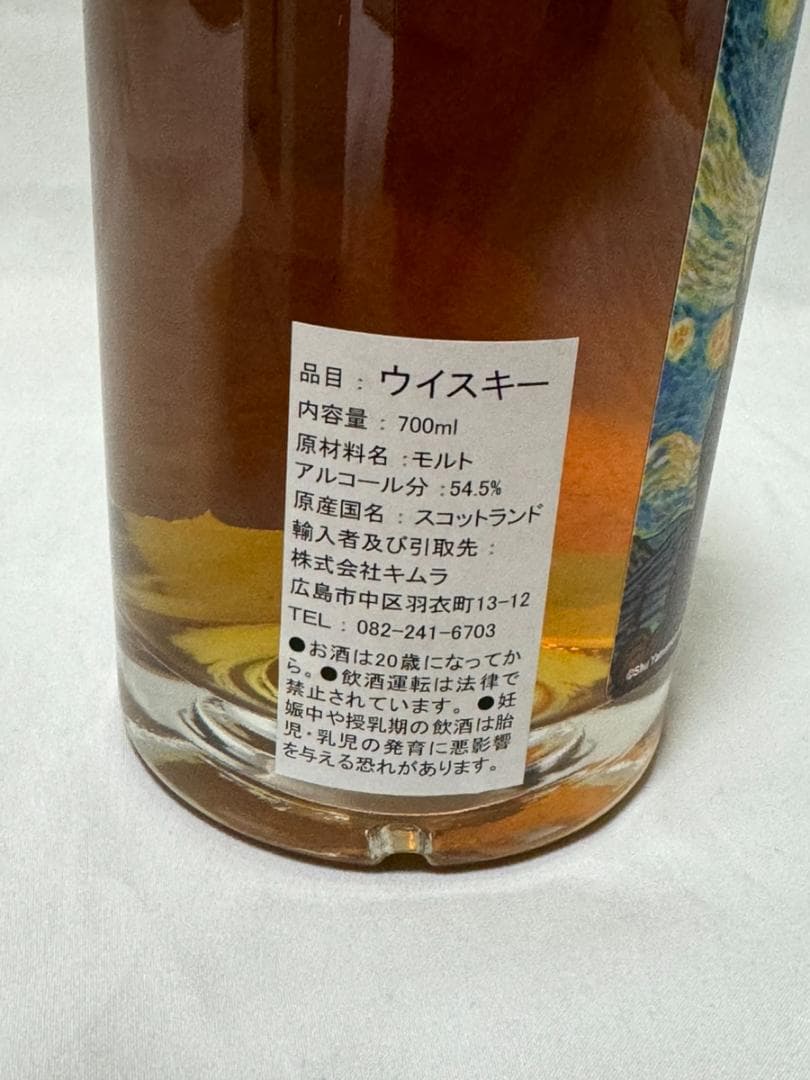 品目 : ウイスキー
内容量 : 700ml
原材料名 :モルト
アルコール分 :54.5%
原産国名 : スコットランド
輸入者及び引取先 :
株式会社キムラ
広島市中区羽衣町13-12
TEL : 082-241-6703
●お酒は20歳になってか
ら。●飲酒運転は法律で
禁止されています。 ●妊
娠中や授乳期の飲酒は胎
児・乳児の発育に悪影響
を与える恐れがあります。